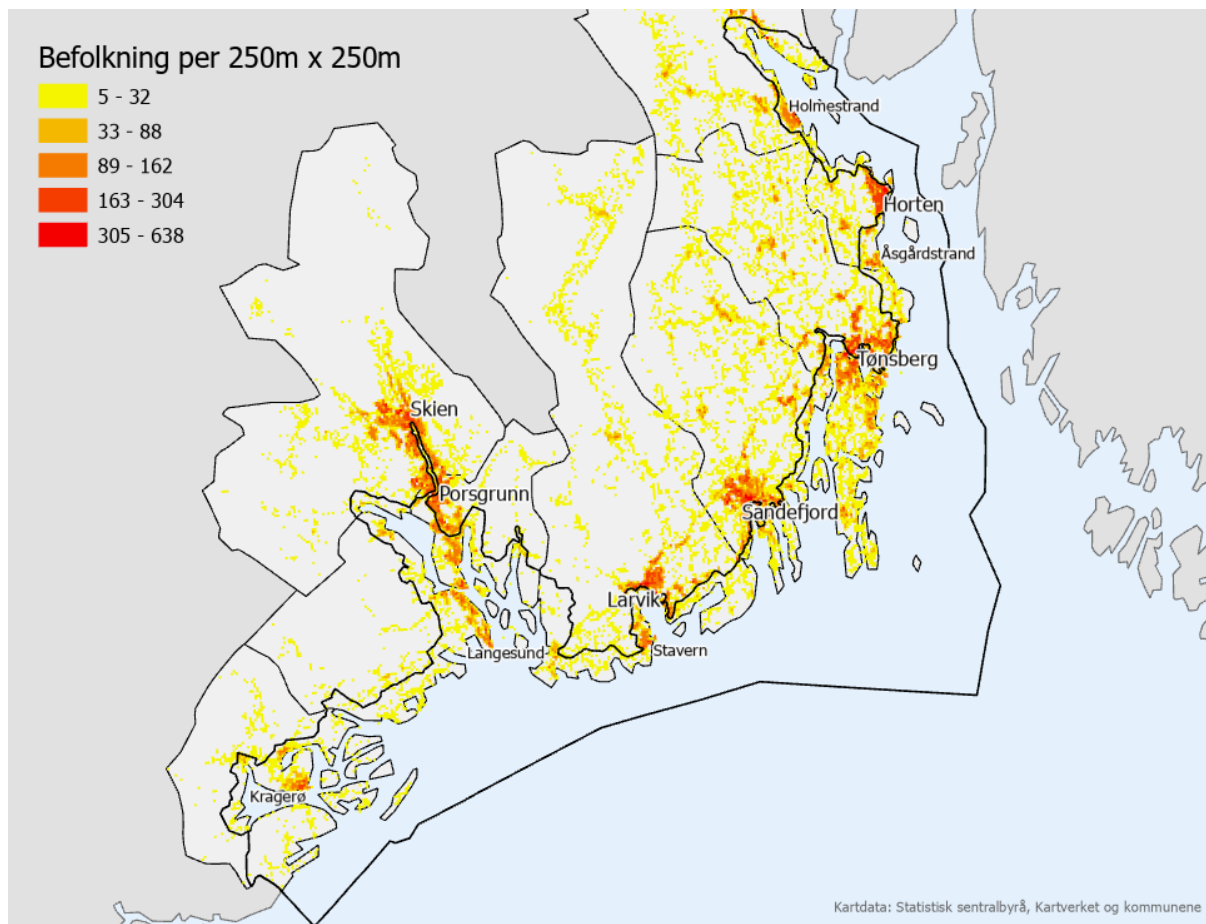 Befolkning per 250m x 250m
5 - 32
33 - 88
89 - 162
163 - 304
305 - 638
Holmestrand
Horten
Åsgårdstrand
Tønsberg
Skien
Porsgrunn
Sandefjord
Larvik
Langesund
Stavern
Kragerø
Kartdata: Statistisk sentralbyrå, Kartverket og kommunene